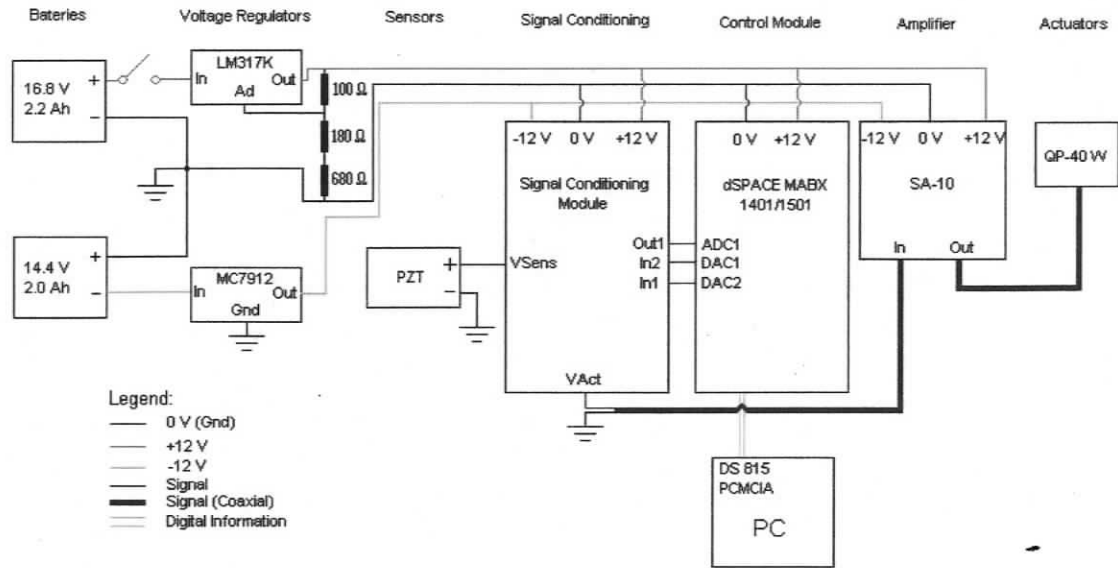 Bateries
Voltage Regulators
Sensors
Signal Conditioning
Control Module
Amplifier
Actuators
16.8 V
2.2 Ah
+
−
LM317K
In
Out
Ad
100 Ω
180 Ω
680 Ω
14.4 V
2.0 Ah
+
−
MC7912
In
Out
Gnd
PZT
+
−
-12 V 0 V +12 V
Signal Conditioning
Module
VSens
Out1
In2
In1
VAct
0 V +12 V
dSPACE MABX
1401/1501
ADC1
DAC1
DAC2
-12 V 0 V +12 V
SA-10
In
Out
QP-40 W
DS 815
PCMCIA
PC
Legend:
0 V (Gnd)
+12 V
-12 V
Signal
Signal (Coaxial)
Digital Information